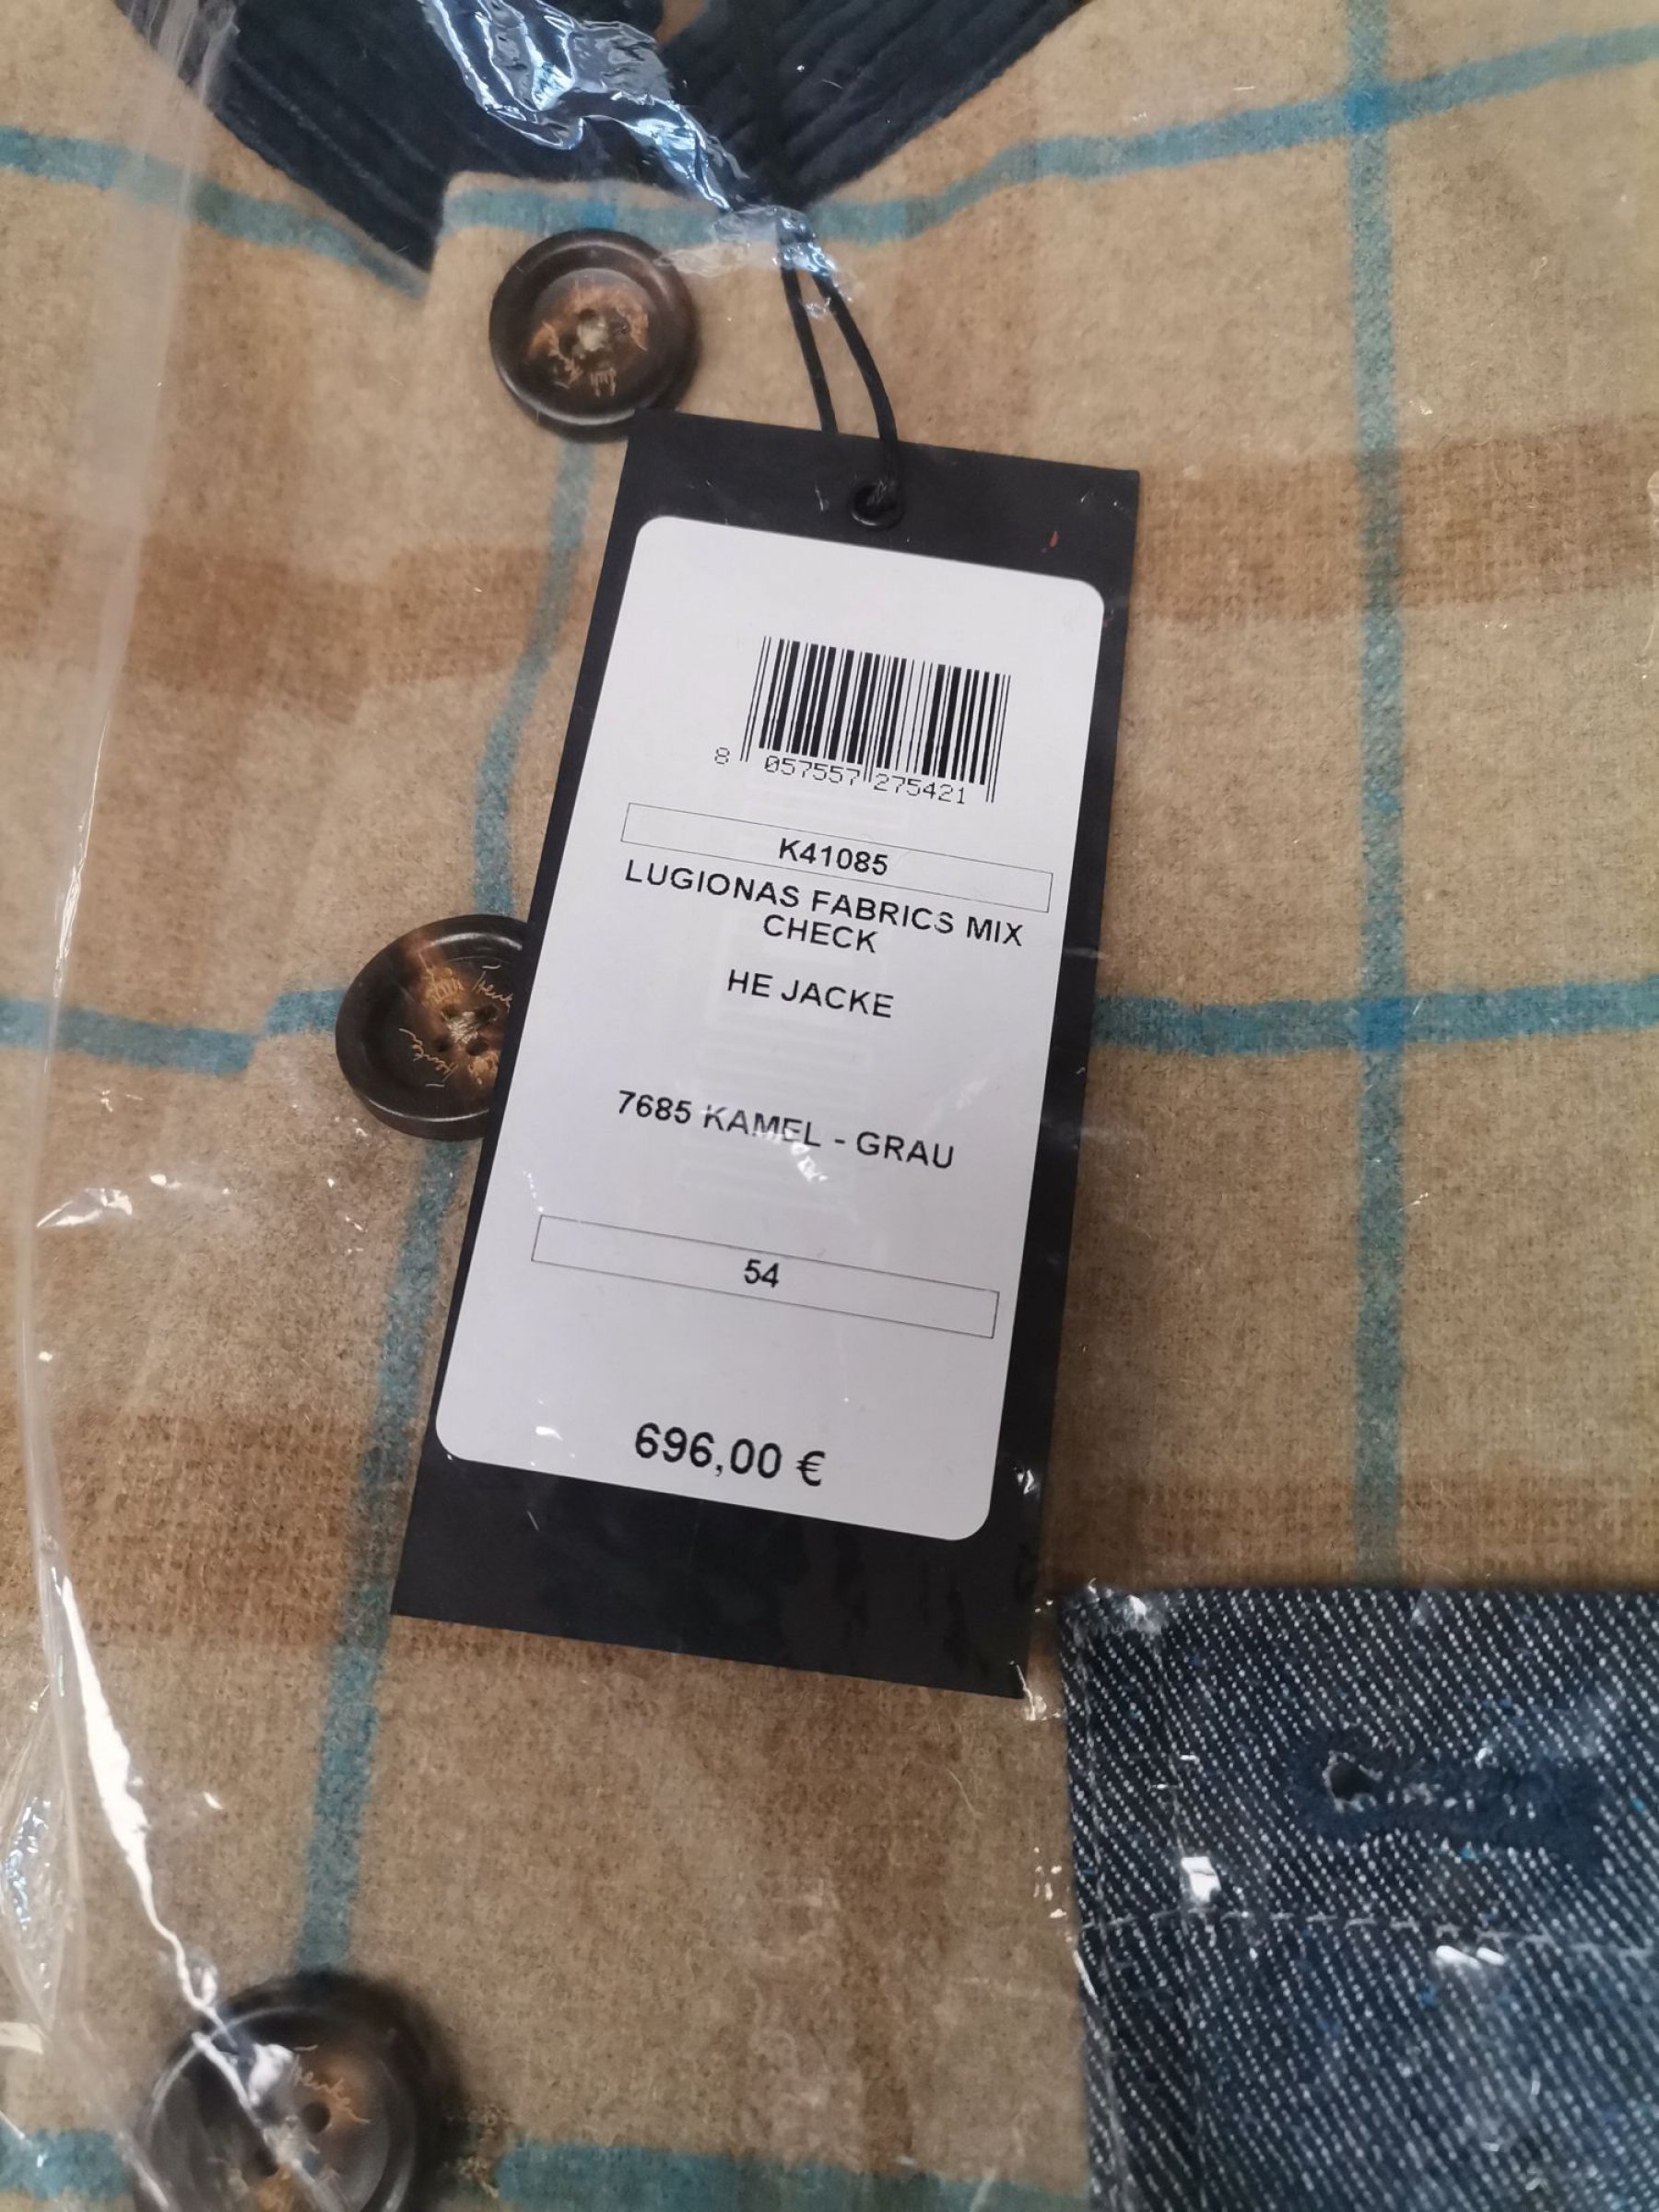 8 057557 275421
K41085
LUGIONAS FABRICS MIX
CHECK
HE JACKE
7685 KAMEL - GRAU
54
696,00 €